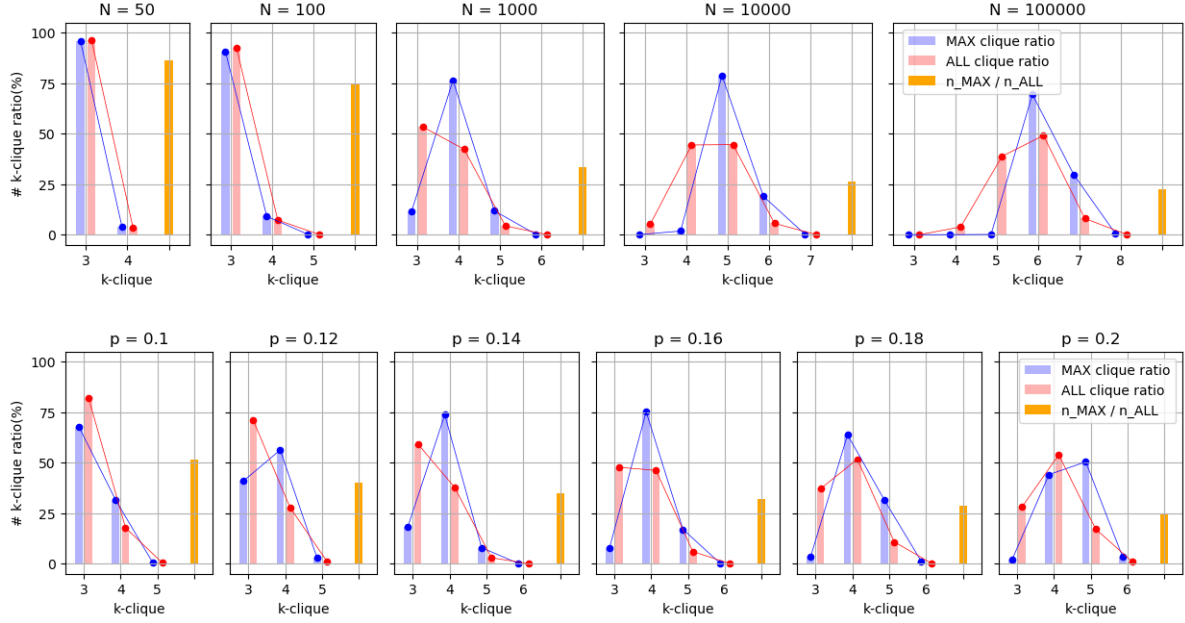 N = 50
N = 100
N = 1000
N = 10000
N = 100000
# k-clique ratio(%)
100
75
50
25
0
MAX clique ratio
ALL clique ratio
n_MAX / n_ALL
3 4
3 4 5
3 4 5 6
3 4 5 6 7
3 4 5 6 7 8
k-clique
k-clique
k-clique
k-clique
k-clique
p = 0.1
p = 0.12
p = 0.14
p = 0.16
p = 0.18
p = 0.2
# k-clique ratio(%)
100
75
50
25
0
MAX clique ratio
ALL clique ratio
n_MAX / n_ALL
3 4 5
3 4 5
3 4 5 6
3 4 5 6
3 4 5 6
3 4 5 6
k-clique
k-clique
k-clique
k-clique
k-clique
k-clique